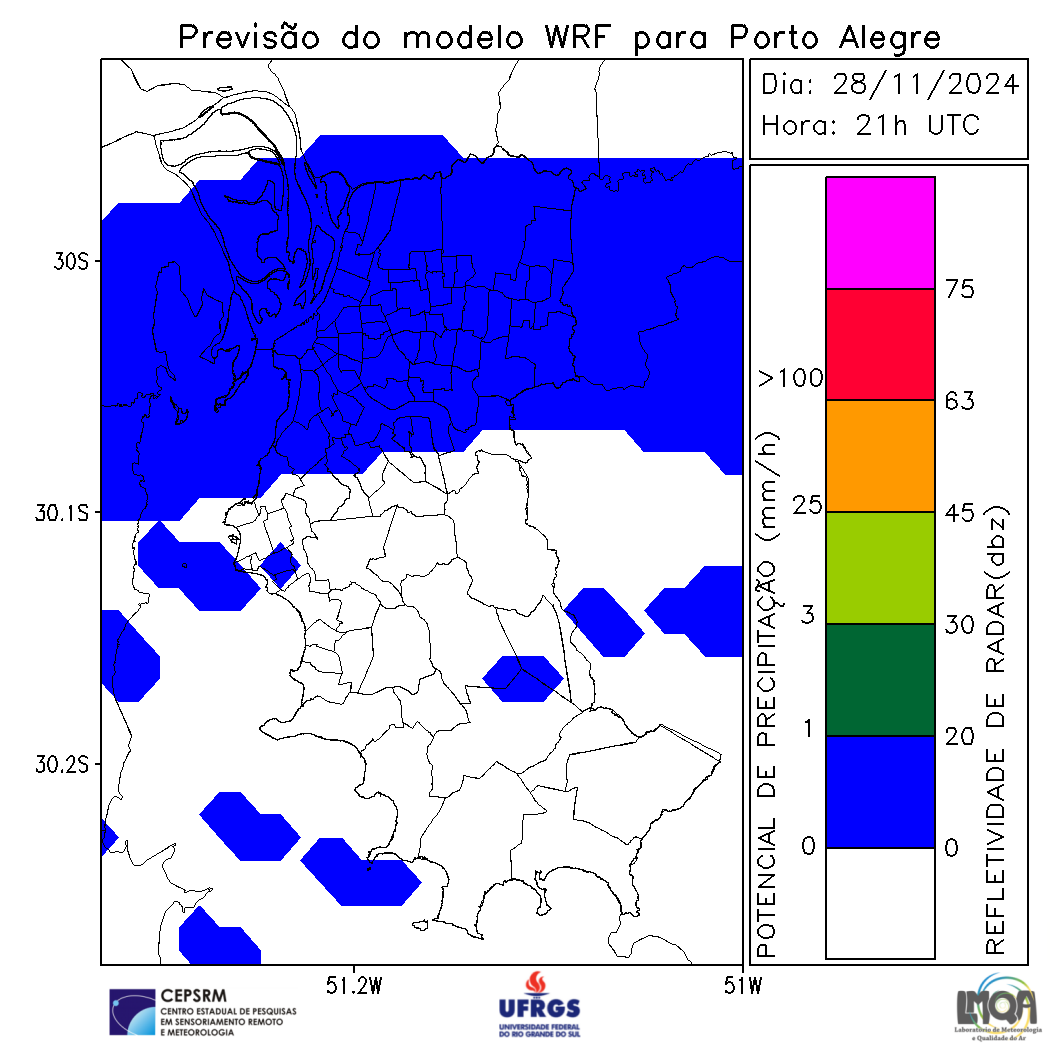 Previsão do modelo WRF para Porto Alegre
Dia: 28/11/2024
Hora: 21h UTC
30S
30.1S
30.2S
51.2W
51W
POTENCIAL DE PRECIPITAÇÃO (mm/h)
>100
25
3
1
0
75
63
45
30
20
0
REFLETIVIDADE DE RADAR(dbz)
CEPSRM
CENTRO ESTADUAL DE PESQUISAS
EM SENSORIAMENTO REMOTO
E METEOROLOGIA
UFRGS
UNIVERSIDADE FEDERAL
DO RIO GRANDE DO SUL
LMQA
Laboratório de Meteorologia
e Qualidade do Ar